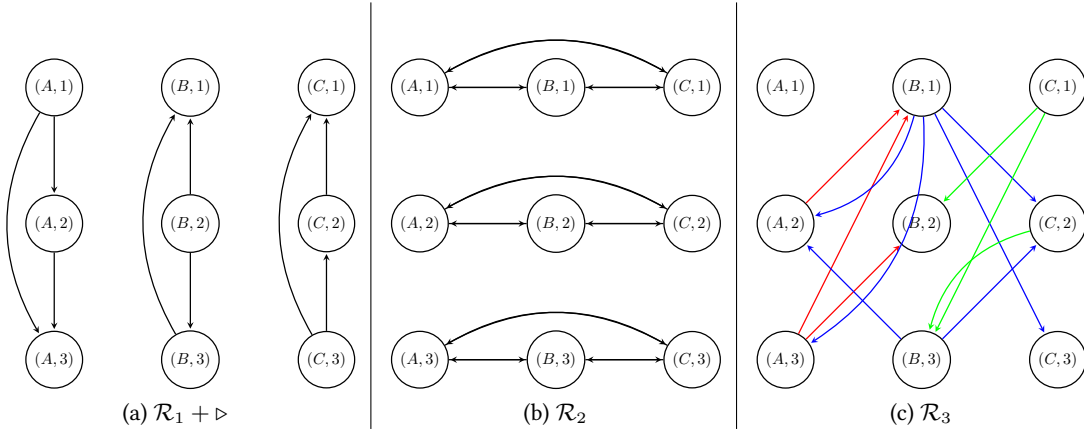 (A, 1) (B, 1) (C, 1)
(A, 2) (B, 2) (C, 2)
(A, 3) (B, 3) (C, 3)
(a) R₁ + ▹
(A, 1) (B, 1) (C, 1)
(A, 2) (B, 2) (C, 2)
(A, 3) (B, 3) (C, 3)
(b) R₂
(A, 1) (B, 1) (C, 1)
(A, 2) (B, 2) (C, 2)
(A, 3) (B, 3) (C, 3)
(c) R₃